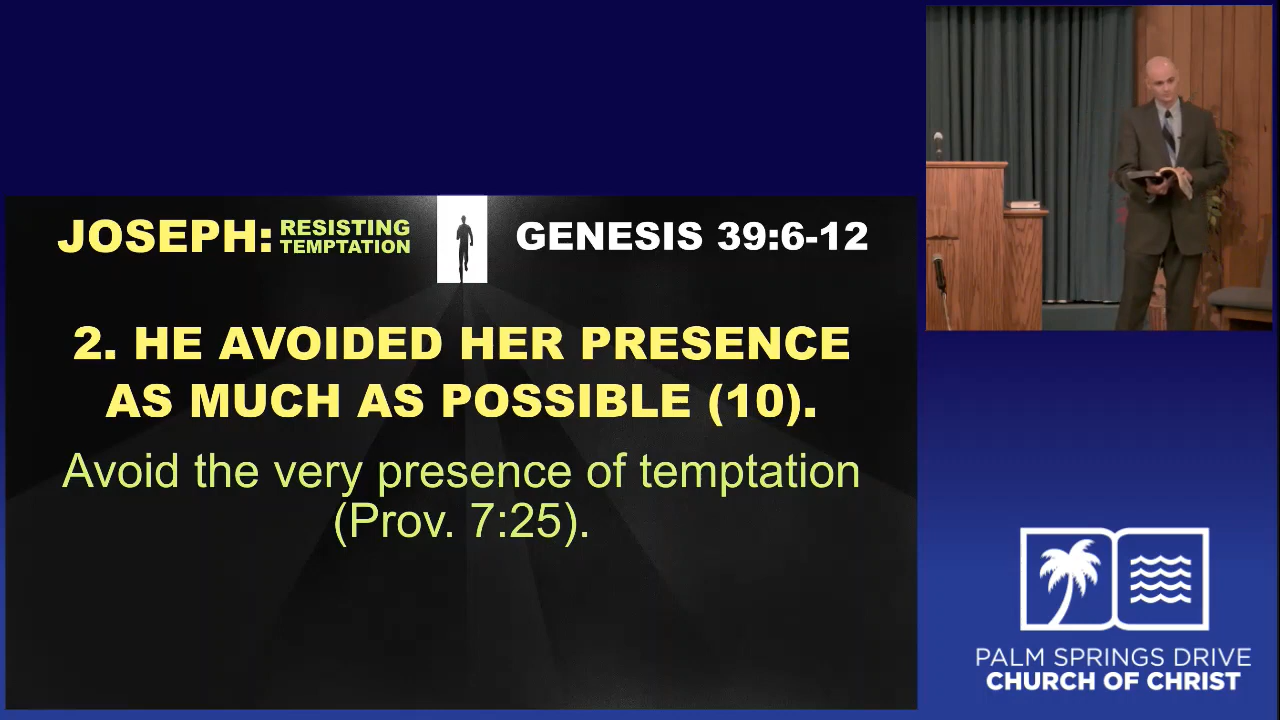 JOSEPH: RESISTING TEMPTATION
GENESIS 39:6-12
2. HE AVOIDED HER PRESENCE
AS MUCH AS POSSIBLE (10).
Avoid the very presence of temptation
(Prov. 7:25).
PALM SPRINGS DRIVE
CHURCH OF CHRIST